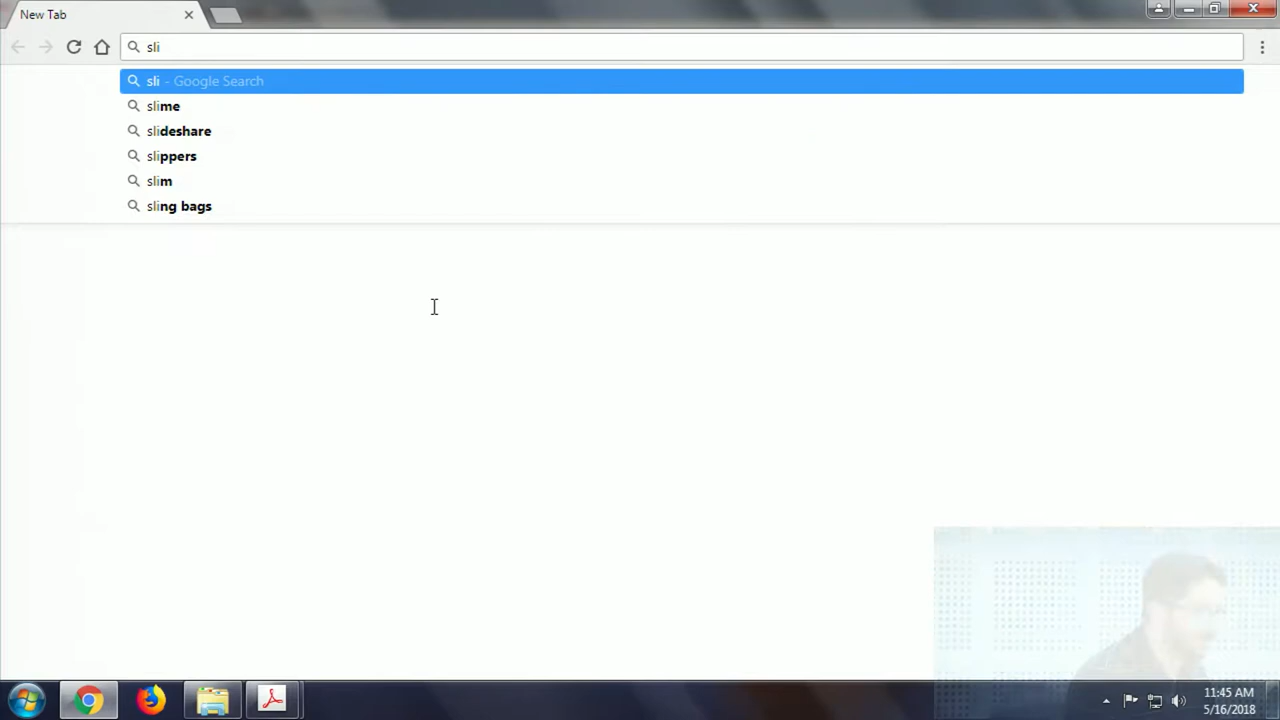 New Tab
sli
sli - Google Search
slime
slideshare
slippers
slim
sling bags
11:45 AM
5/16/2018